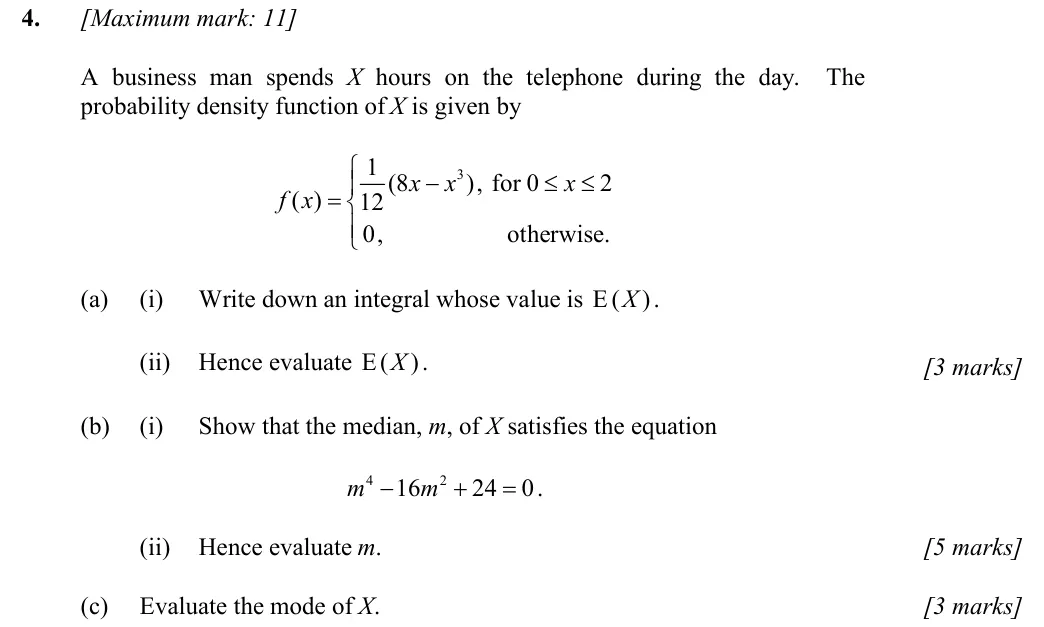 4. [Maximum mark: 11]
A business man spends X hours on the telephone during the day. The
probability density function of X is given by
f(x) = { 1/12 (8x − x³), for 0 ≤ x ≤ 2
0, otherwise.
(a) (i) Write down an integral whose value is E(X).
(ii) Hence evaluate E(X). [3 marks]
(b) (i) Show that the median, m, of X satisfies the equation
m⁴ − 16m² + 24 = 0.
(ii) Hence evaluate m. [5 marks]
(c) Evaluate the mode of X. [3 marks]